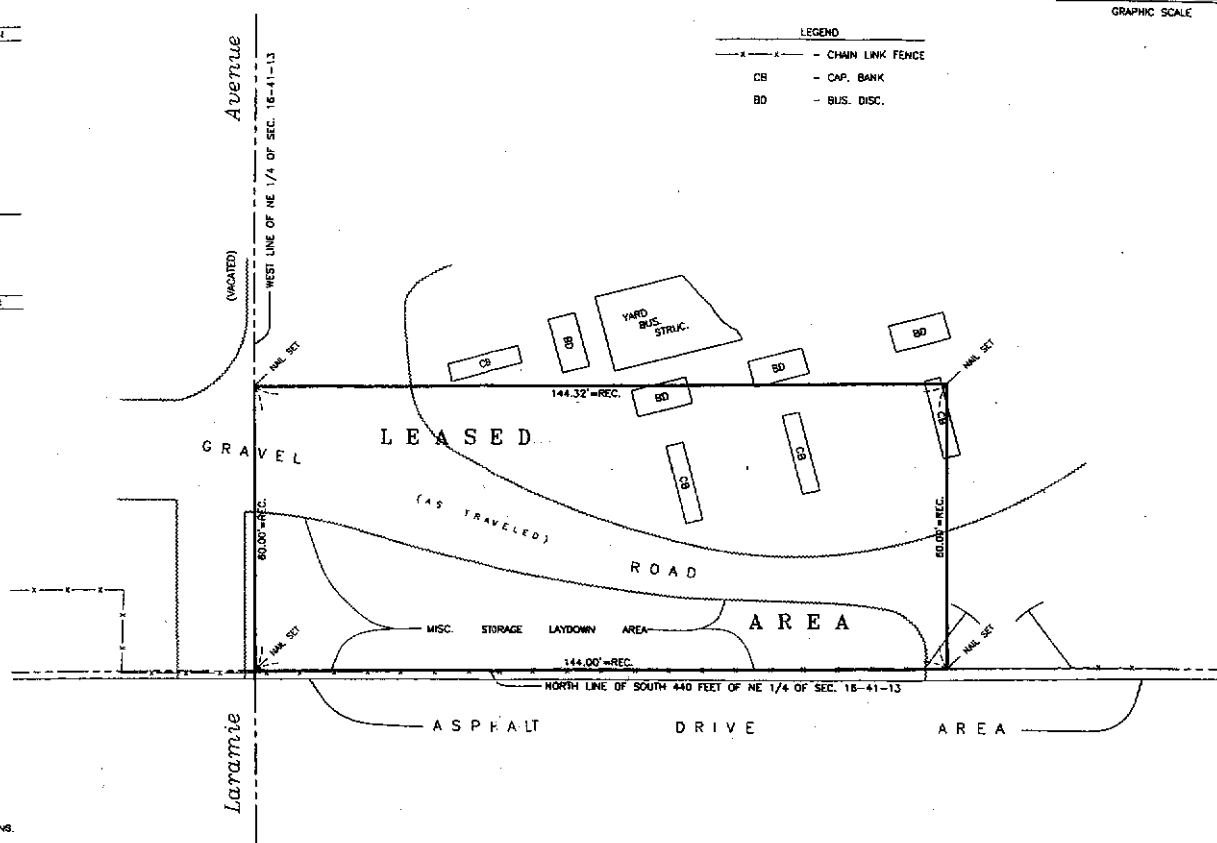 GRAPHIC SCALE
LEGEND
x x - CHAIN LINK FENCE
CB - CAP. BANK
BD - BUS. DISC.
Avenue
WEST LINE OF NE 1/4 OF SEC. 16-41-13
(VACATED)
NAIL SET
YARD
BUS.
STRUC.
BD
CB
BD
BD
NAIL SET
144.32'=REC.
BD
CB
LEASED
GRAVEL
CB
CB
(AS TRAVELED)
60.00'=REC.
60.00'=REC.
ROAD
MISC. STORAGE LAYDOWN AREA
AREA
NAIL SET
NAIL SET
144.00'=REC.
NORTH LINE OF SOUTH 440 FEET OF NE 1/4 OF SEC. 16-41-13
ASPHALT DRIVE AREA
Laramie